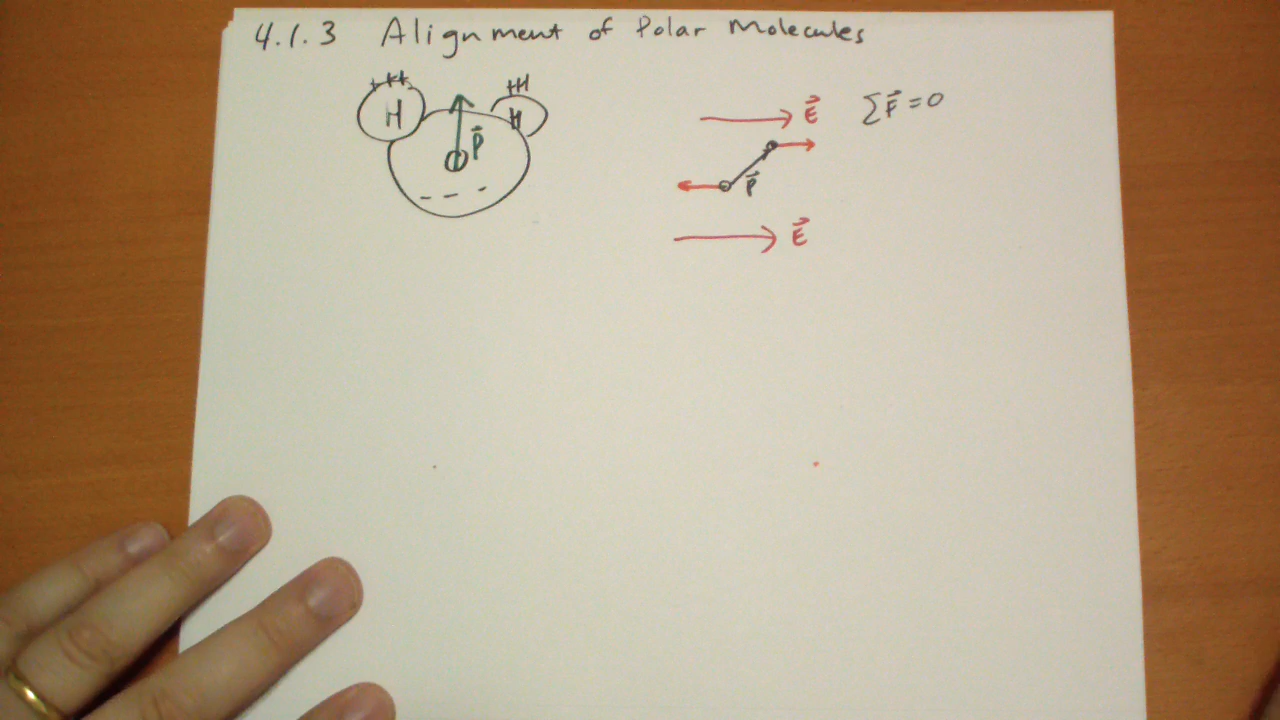 4.1.3 Alignment of Polar Molecules
+++ +++
H H
O p⃗
- - -
E⃗ ∑F⃗ = 0
p⃗
E⃗